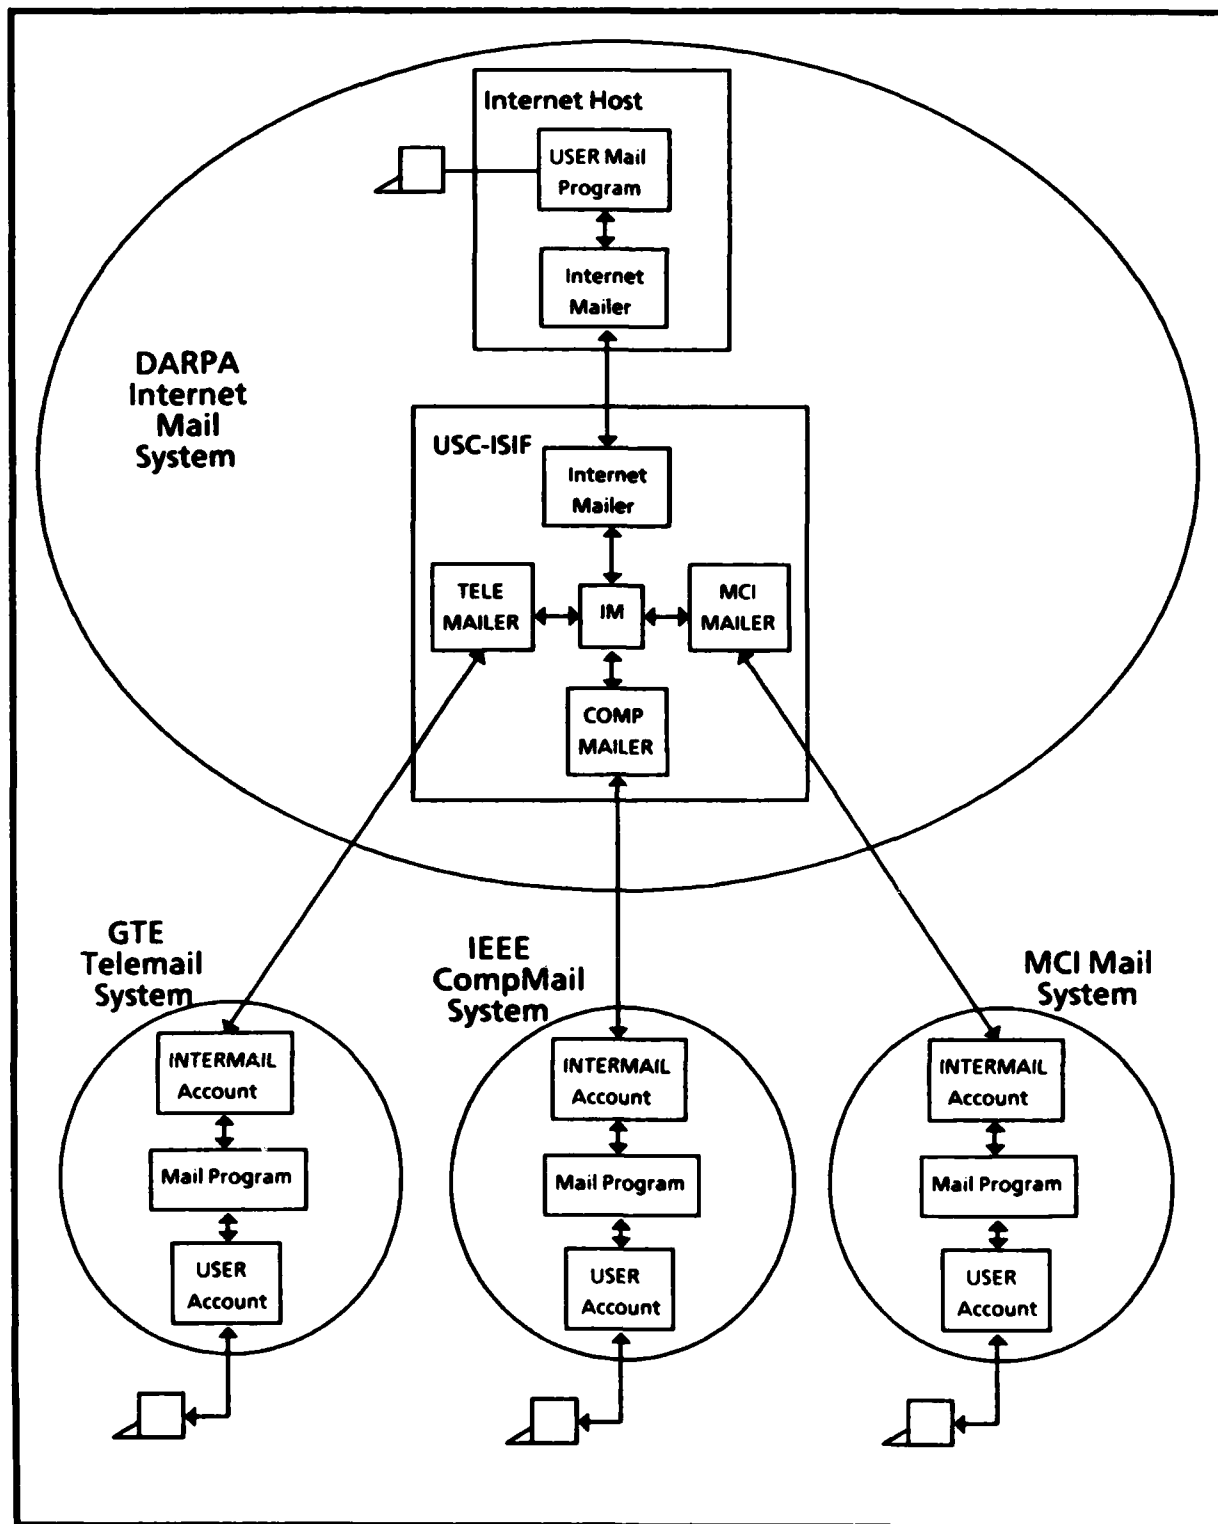 Internet Host
USER Mail
Program
Internet
Mailer
DARPA
Internet
Mail
System
USC-ISIF
Internet
Mailer
TELE
MAILER
IM
MCI
MAILER
COMP
MAILER
GTE
Telemail
System
INTERMAIL
Account
Mail Program
USER
Account
IEEE
CompMail
System
INTERMAIL
Account
Mail Program
USER
Account
MCI Mail
System
INTERMAIL
Account
Mail Program
USER
Account